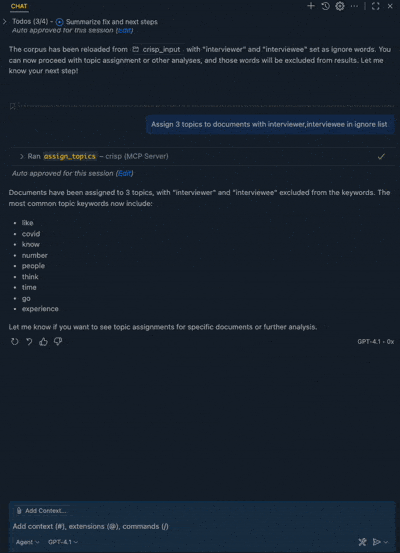 CHAT
Todos (3/4) - Summarize fix and next steps
Auto approved for this session (Edit)
The corpus has been reloaded from crisp_input with "interviewer" and "interviewee" set as ignore words. You
can now proceed with topic assignment or other analyses, and those words will be excluded from results. Let me
know your next step!
Assign 3 topics to documents with interviewer,interviewee in ignore list
Ran assign_topics – crisp (MCP Server)
Auto approved for this session (Edit)
Documents have been assigned to 3 topics, with "interviewer" and "interviewee" excluded from the keywords. The
most common topic keywords now include:
• like
• covid
• know
• number
• people
• think
• time
• go
• experience
Let me know if you want to see topic assignments for specific documents or further analysis.
GPT-4.1 • 0x
Add Context...
Add context (#), extensions (@), commands (/)
Agent GPT-4.1